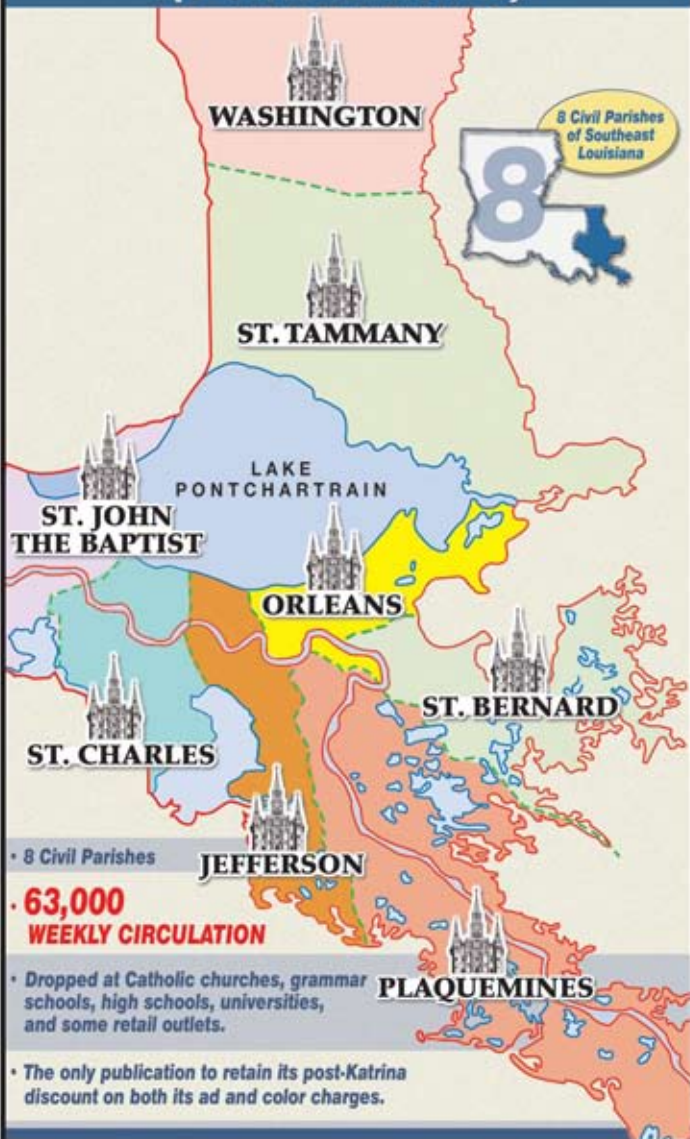 WASHINGTON
8 Civil Parishes
of Southeast
Louisiana
8
ST. TAMMANY
LAKE
PONTCHARTRAIN
ST. JOHN
THE BAPTIST
ORLEANS
ST. BERNARD
ST. CHARLES
JEFFERSON
PLAQUEMINES
• 8 Civil Parishes
• 63,000
WEEKLY CIRCULATION
• Dropped at Catholic churches, grammar
schools, high schools, universities,
and some retail outlets.
• The only publication to retain its post-Katrina
discount on both its ad and color charges.